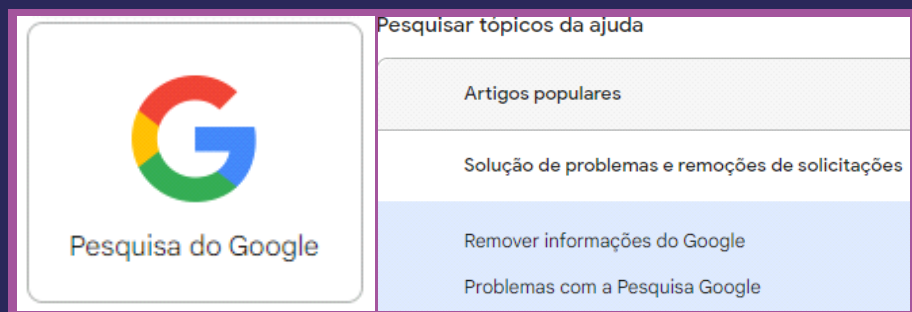 Pesquisa do Google
Pesquisar tópicos da ajuda
Artigos populares
Solução de problemas e remoções de solicitações
Remover informações do Google
Problemas com a Pesquisa Google